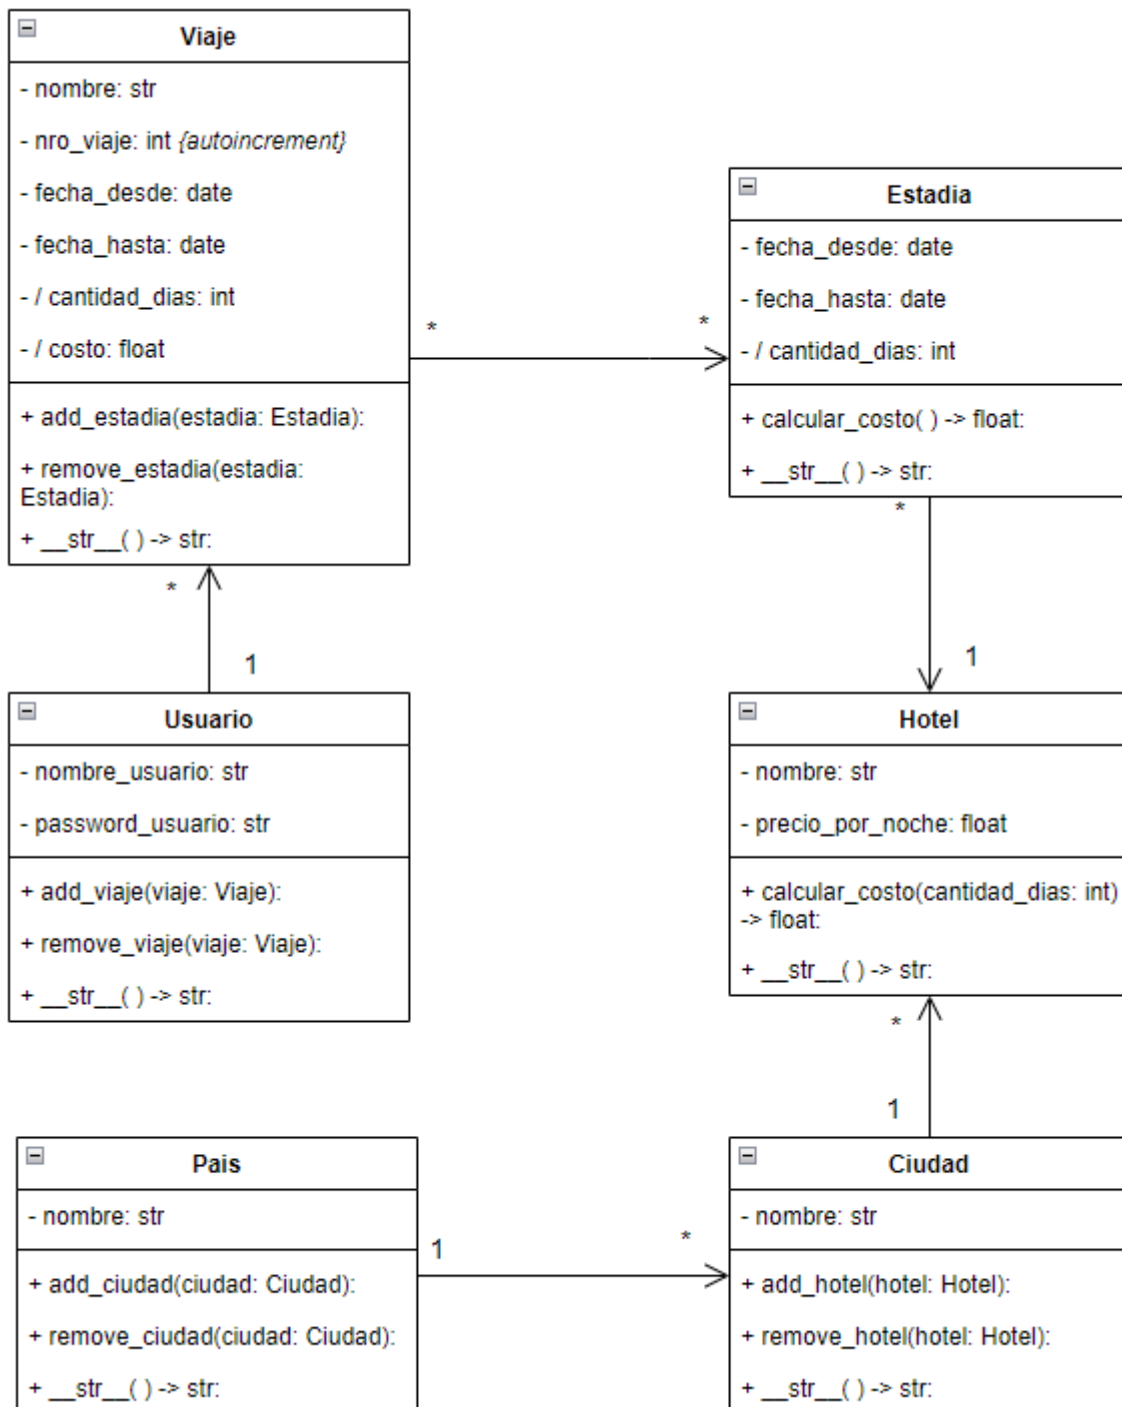 Viaje
- nombre: str
- nro_viaje: int {autoincrement}
- fecha_desde: date
- fecha_hasta: date
- / cantidad_dias: int
- / costo: float
+ add_estadia(estadia: Estadia):
+ remove_estadia(estadia:
Estadia):
+ __str__( ) -> str:
*
*
Estadia
- fecha_desde: date
- fecha_hasta: date
- / cantidad_dias: int
+ calcular_costo( ) -> float:
+ __str__( ) -> str:
*
1
*
1
Usuario
- nombre_usuario: str
- password_usuario: str
+ add_viaje(viaje: Viaje):
+ remove_viaje(viaje: Viaje):
+ __str__( ) -> str:
Hotel
- nombre: str
- precio_por_noche: float
+ calcular_costo(cantidad_dias: int)
-> float:
+ __str__( ) -> str:
*
1
Pais
- nombre: str
+ add_ciudad(ciudad: Ciudad):
+ remove_ciudad(ciudad: Ciudad):
+ __str__( ) -> str:
1
*
Ciudad
- nombre: str
+ add_hotel(hotel: Hotel):
+ remove_hotel(hotel: Hotel):
+ __str__( ) -> str: